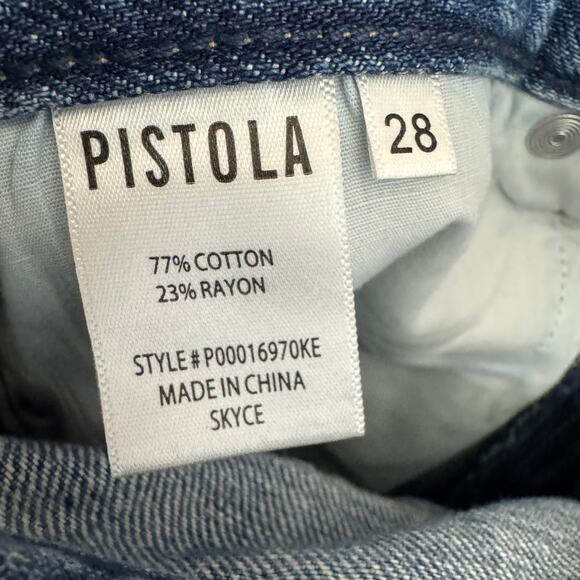 PISTOLA
28
77% COTTON
23% RAYON
STYLE# P00016970KE
MADE IN CHINA
SKYCE